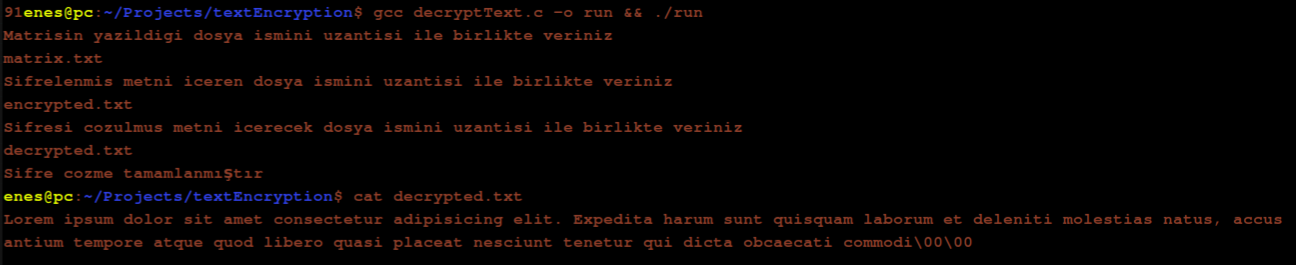 91enes@pc:~/Projects/textEncryption$ gcc decryptText.c -o run && ./run
Matrisin yazildigi dosya ismini uzantisi ile birlikte veriniz
matrix.txt
Sifrelenmis metni iceren dosya ismini uzantisi ile birlikte veriniz
encrypted.txt
Sifresi cozulmus metni icerecek dosya ismini uzantisi ile birlikte veriniz
decrypted.txt
Sifre cozme tamamlanmıştır
enes@pc:~/Projects/textEncryption$ cat decrypted.txt
Lorem ipsum dolor sit amet consectetur adipisicing elit. Expedita harum sunt quisquam laborum et deleniti molestias natus, accus
antium tempore atque quod libero quasi placeat nesciunt tenetur qui dicta obcaecati commodi\00\00